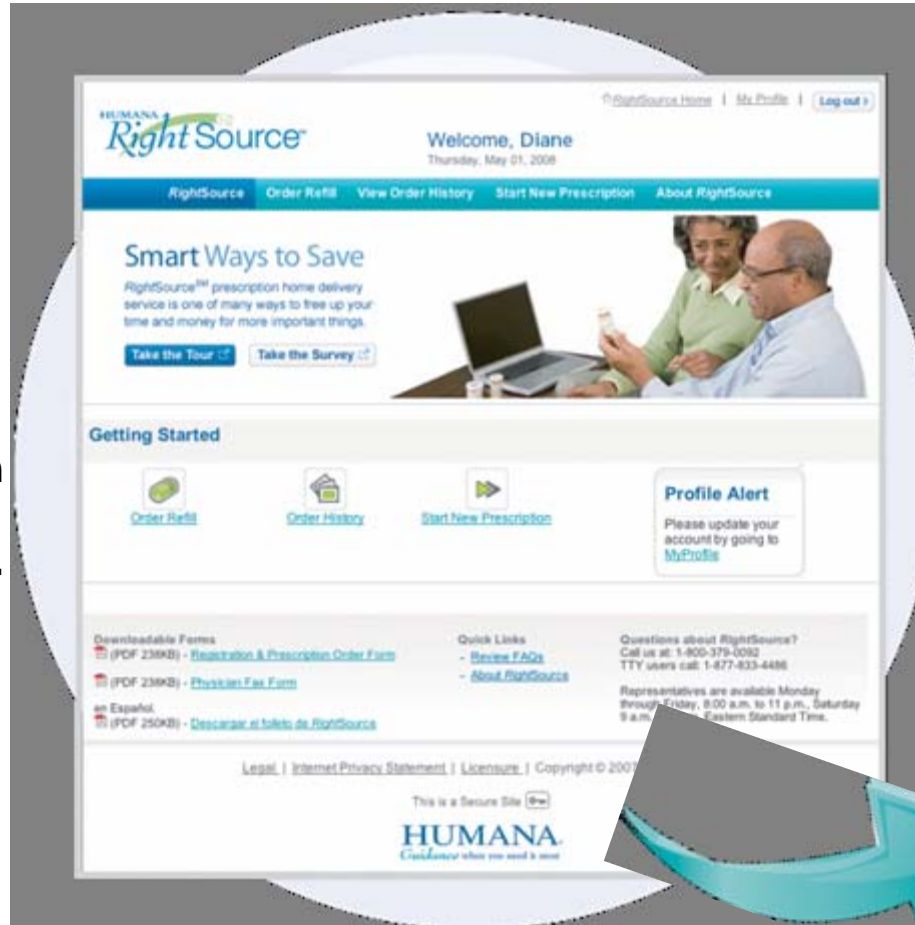 HUMANA
RightSource
RightSource Home | My Profile | Log out
Welcome, Diane
Thursday, May 01, 2008
RightSource Order Refill View Order History Start New Prescription About RightSource
Smart Ways to Save
RightSource℠ prescription home delivery
service is one of many ways to free up your
time and money for more important things.
Take the Tour Take the Survey
Getting Started
Order Refill Order History Start New Prescription
Profile Alert
Please update your
account by going to
MyProfile
Downloadable Forms
(PDF 238KB) - Registration & Prescription Order Form
(PDF 238KB) - Physician Fax Form
en Español.
(PDF 250KB) - Descargar el folleto de RightSource
Quick Links
- Review FAQs
- About RightSource
Questions about RightSource?
Call us at: 1-800-379-0092
TTY users call: 1-877-833-4486
Representatives are available Monday
through Friday, 8:00 a.m. to 11 p.m., Saturday
9 a.m. Eastern Standard Time.
Legal | Internet Privacy Statement | Licensure | Copyright © 2007
This is a Secure Site
HUMANA
Guidance when you need it most